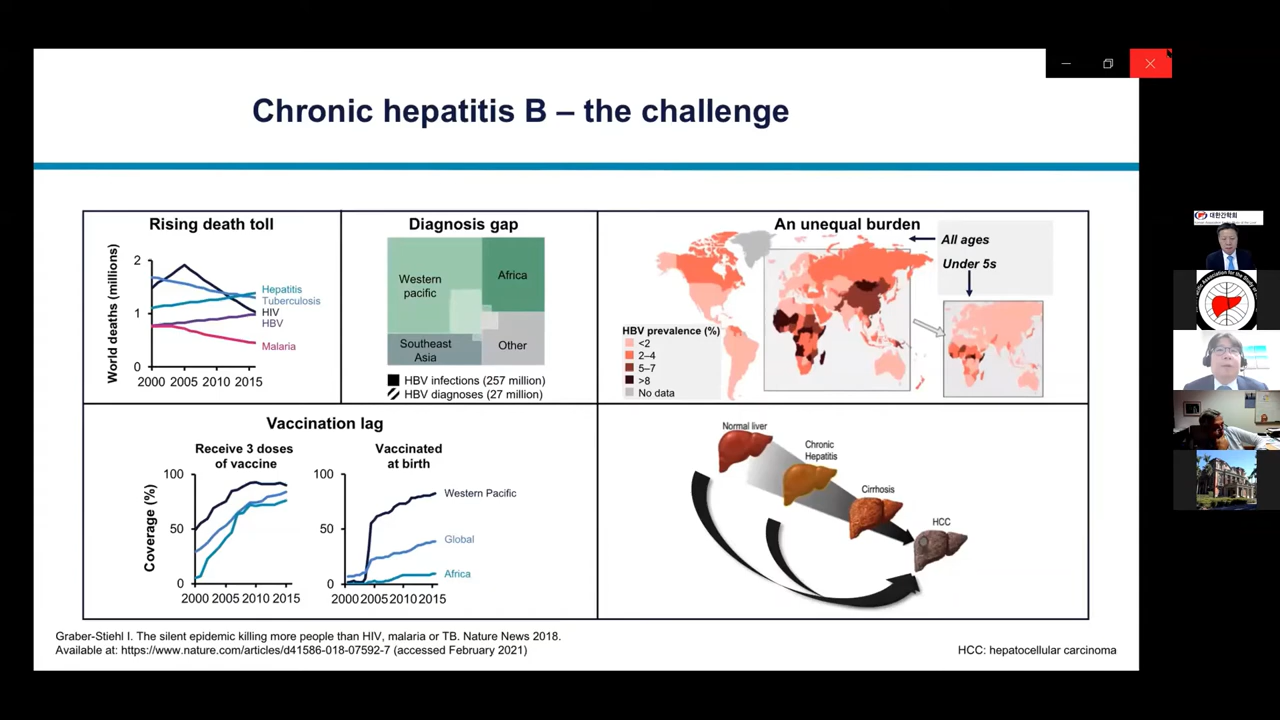 Chronic hepatitis B – the challenge
Rising death toll
World deaths (millions)
2
1
0
2000 2005 2010 2015
Hepatitis
Tuberculosis
HIV
HBV
Malaria
Diagnosis gap
Western
pacific
Africa
Southeast
Asia
Other
HBV infections (257 million)
HBV diagnoses (27 million)
An unequal burden
All ages
Under 5s
HBV prevalence (%)
<2
2–4
5–7
>8
No data
Vaccination lag
Receive 3 doses
of vaccine
Coverage (%)
100
50
0
2000 2005 2010 2015
Vaccinated
at birth
100
50
0
2000 2005 2010 2015
Western Pacific
Global
Africa
Normal liver
Chronic
Hepatitis
Cirrhosis
HCC
Graber-Stiehl I. The silent epidemic killing more people than HIV, malaria or TB. Nature News 2018.
Available at: https://www.nature.com/articles/d41586-018-07592-7 (accessed February 2021)
HCC: hepatocellular carcinoma
대한간학회